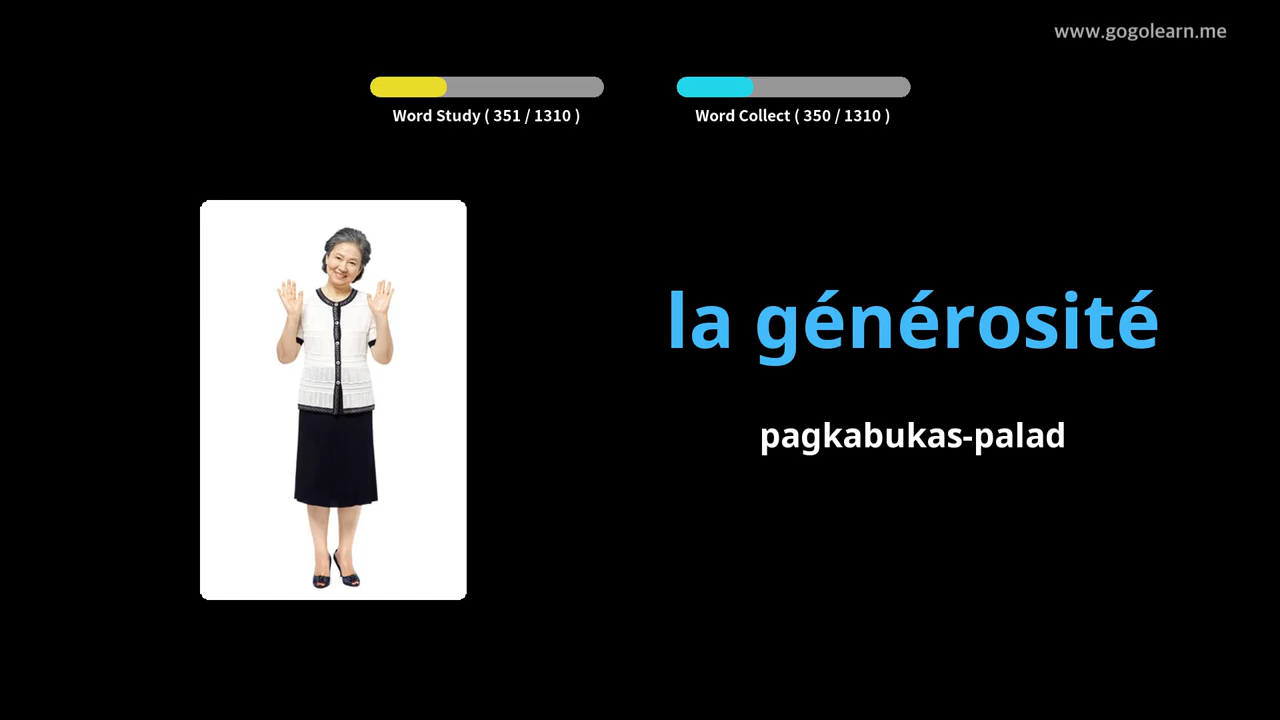 www.gogolearn.me
Word Study ( 351 / 1310 )
Word Collect ( 350 / 1310 )
la générosité
pagkabukas-palad